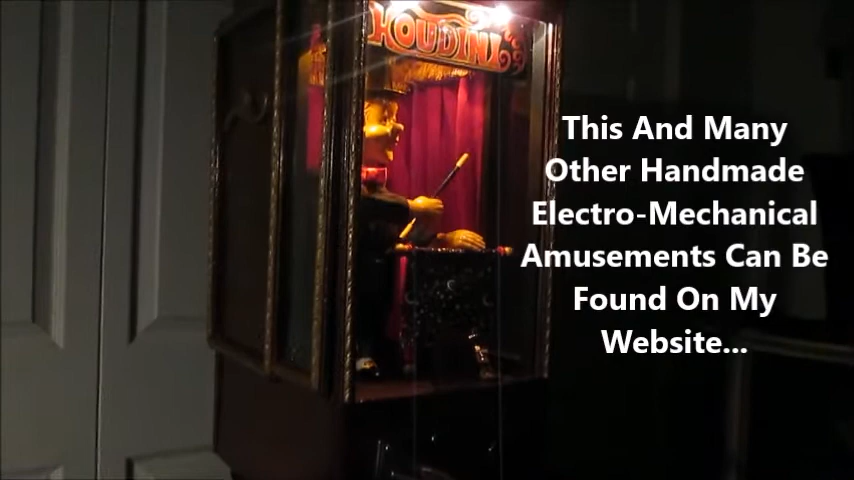 HOUDINI
This And Many
Other Handmade
Electro-Mechanical
Amusements Can Be
Found On My
Website...